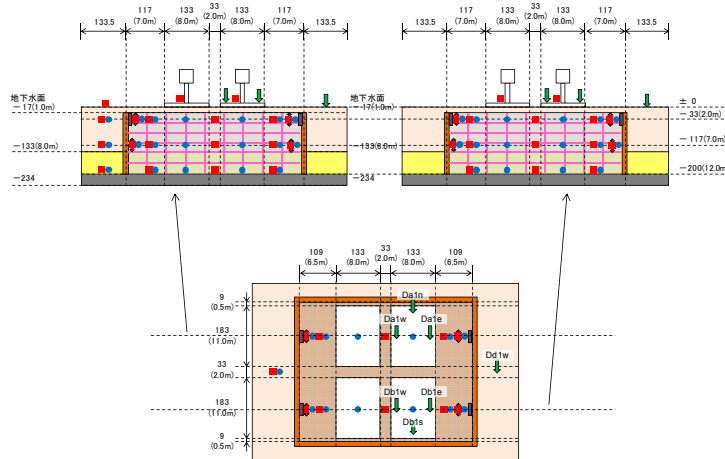 33
117 133 (2.0m) 133 117
133.5 (7.0m) (8.0m) (8.0m) (7.0m) 133.5
33
117 133 (2.0m) 133 117
133.5 (7.0m) (8.0m) (8.0m) (7.0m) 133.5
地下水面
－17(1.0m)
－133(8.0m)
－234
地下水面
－17(1.0m)
－133(8.0m)
－234
± 0
－ 33(2.0m)
－117(7.0m)
－200(12.0m)
33
109 133 (2.0m) 133 109
(6.5m) (8.0m) (8.0m) (6.5m)
9
(0.5m)
183
(11.0m)
33
(2.0m)
183
(11.0m)
9
(0.5m)
Da1n
Da1w Da1e
Dd1w
Db1w Db1e
Db1s